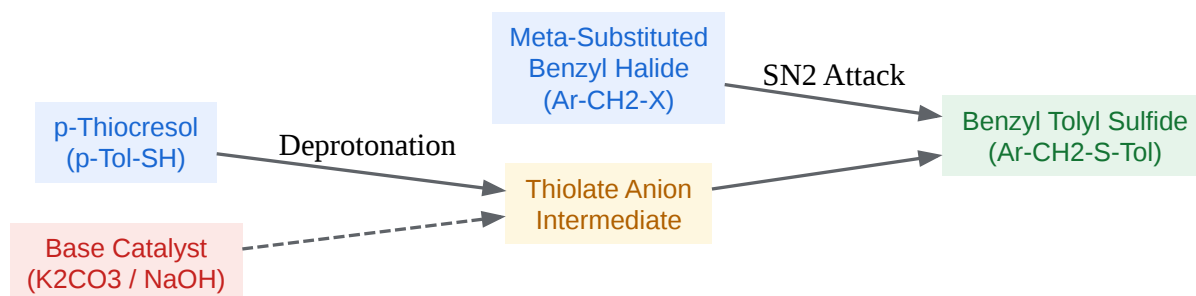 Meta-Substituted
Benzyl Halide
(Ar-CH2-X)
SN2 Attack
p-Thiocresol
(p-Tol-SH)
Deprotonation
Benzyl Tolyl Sulfide
(Ar-CH2-S-Tol)
Thiolate Anion
Intermediate
Base Catalyst
(K2CO3 / NaOH)